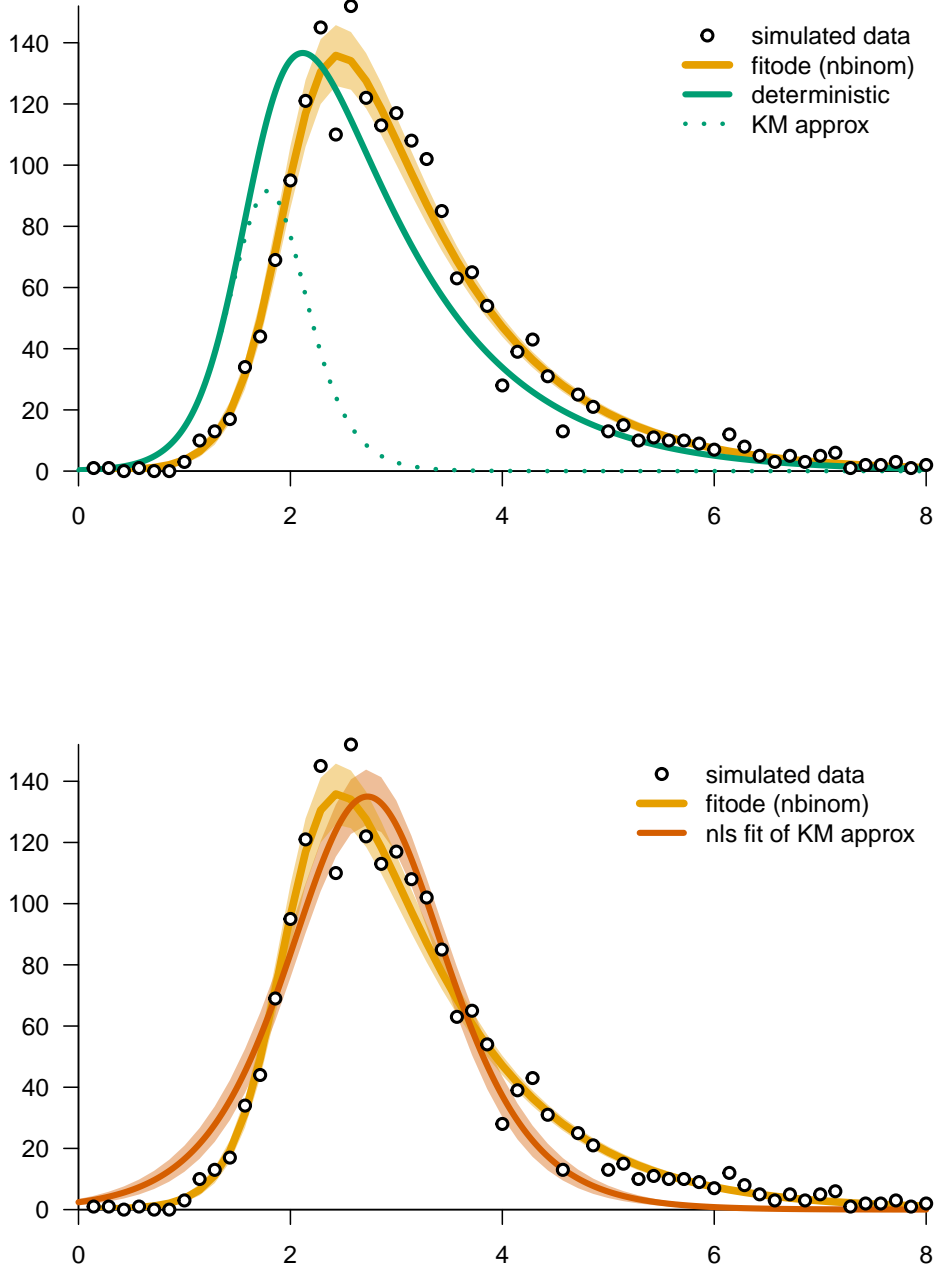 140
120
100
80
60
40
20
0
0 2 4 6 8
simulated data
fitode (nbinom)
deterministic
KM approx
140
120
100
80
60
40
20
0
0 2 4 6 8
simulated data
fitode (nbinom)
nls fit of KM approx